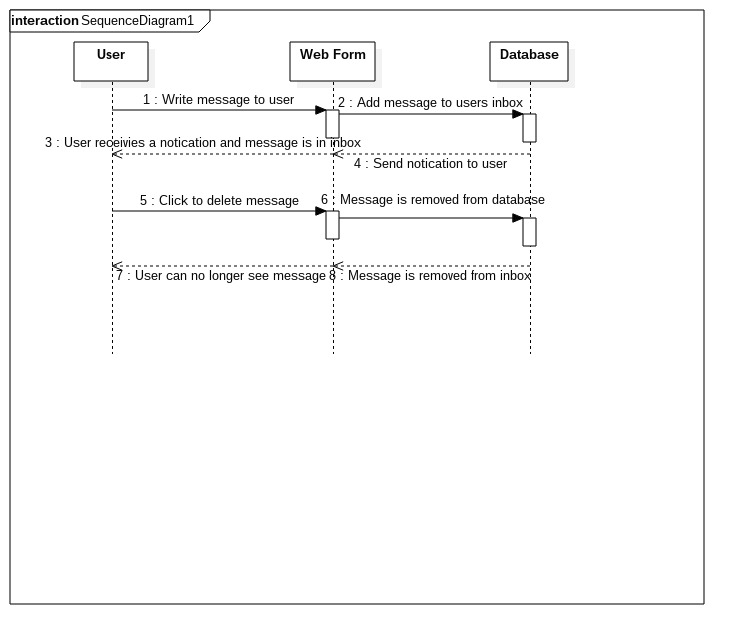 interaction SequenceDiagram1
User
Web Form
Database
1 : Write message to user
2 : Add message to users inbox
3 : User receivies a notication and message is in inbox
4 : Send notication to user
5 : Click to delete message
6 : Message is removed from database
7 : User can no longer see message
8 : Message is removed from inbox